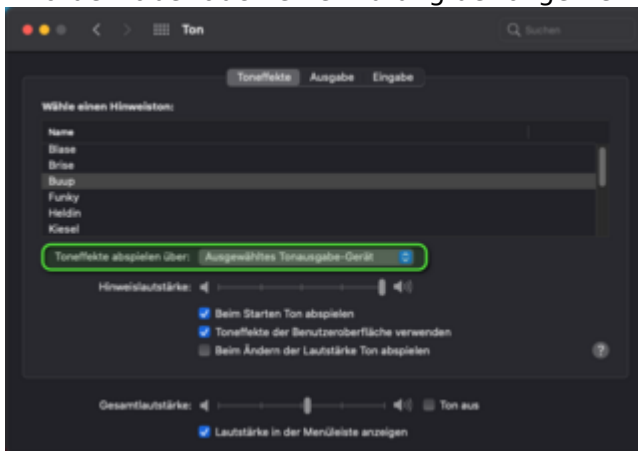 Ton
Suchen
Toneffekte Ausgabe Eingabe
Wähle einen Hinweiston:
Name
Blase
Brise
Buup
Funky
Heldin
Kiesel
Toneffekte abspielen über: Ausgewähltes Tonausgabe-Gerät
Hinweislautstärke:
Beim Starten Ton abspielen
Toneffekte der Benutzeroberfläche verwenden
Beim Ändern der Lautstärke Ton abspielen
?
Gesamtlautstärke: Ton aus
Lautstärke in der Menüleiste anzeigen